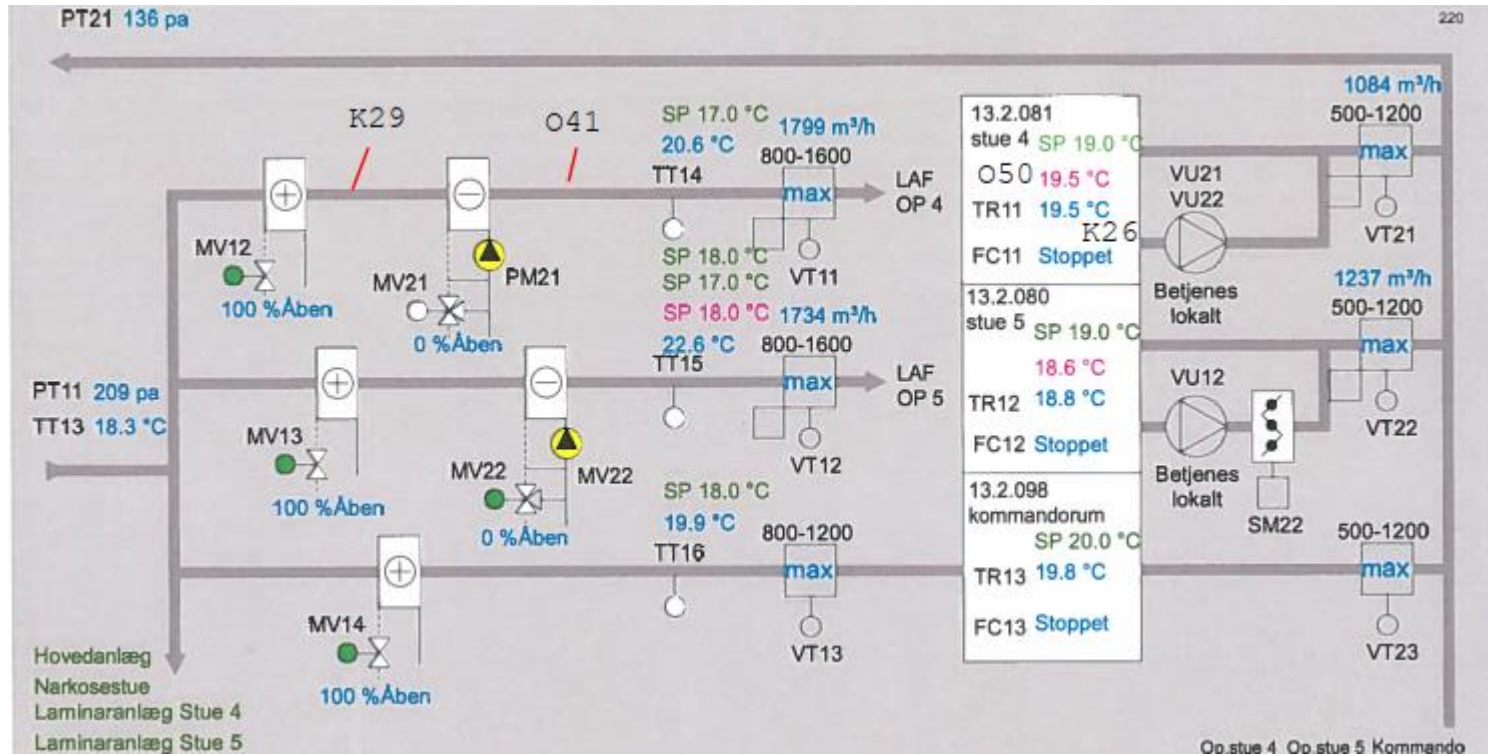 PT21 136 pa
220
1084 m³/h
500-1200
max
VT21
K29
O41
SP 17.0 °C
20.6 °C
TT14
1799 m³/h
800-1600
max
VT11
LAF
OP 4
13.2.081
stue 4 SP 19.0 °C
O50 19.5 °C
TR11 19.5 °C
K26
FC11 Stoppet
VU21
VU22
Betjenes
lokalt
MV12
100 %Åben
MV21
PM21
0 %Åben
SP 18.0 °C
SP 17.0 °C
SP 18.0 °C
22.6 °C
TT15
1734 m³/h
800-1600
max
VT12
LAF
OP 5
13.2.080
stue 5
SP 19.0 °C
18.6 °C
TR12 18.8 °C
FC12 Stoppet
VU12
Betjenes
lokalt
SM22
1237 m³/h
500-1200
max
VT22
PT11 209 pa
TT13 18.3 °C
MV13
100 %Åben
MV22
MV22
0 %Åben
SP 18.0 °C
19.9 °C
TT16
800-1200
max
VT13
13.2.098
kommandorum
SP 20.0 °C
TR13 19.8 °C
FC13 Stoppet
500-1200
max
VT23
MV14
100 %Åben
Hovedanlæg
Narkosestue
Laminaranlæg Stue 4
Laminaranlæg Stue 5
Op.stue 4 Op stue 5 Kommando